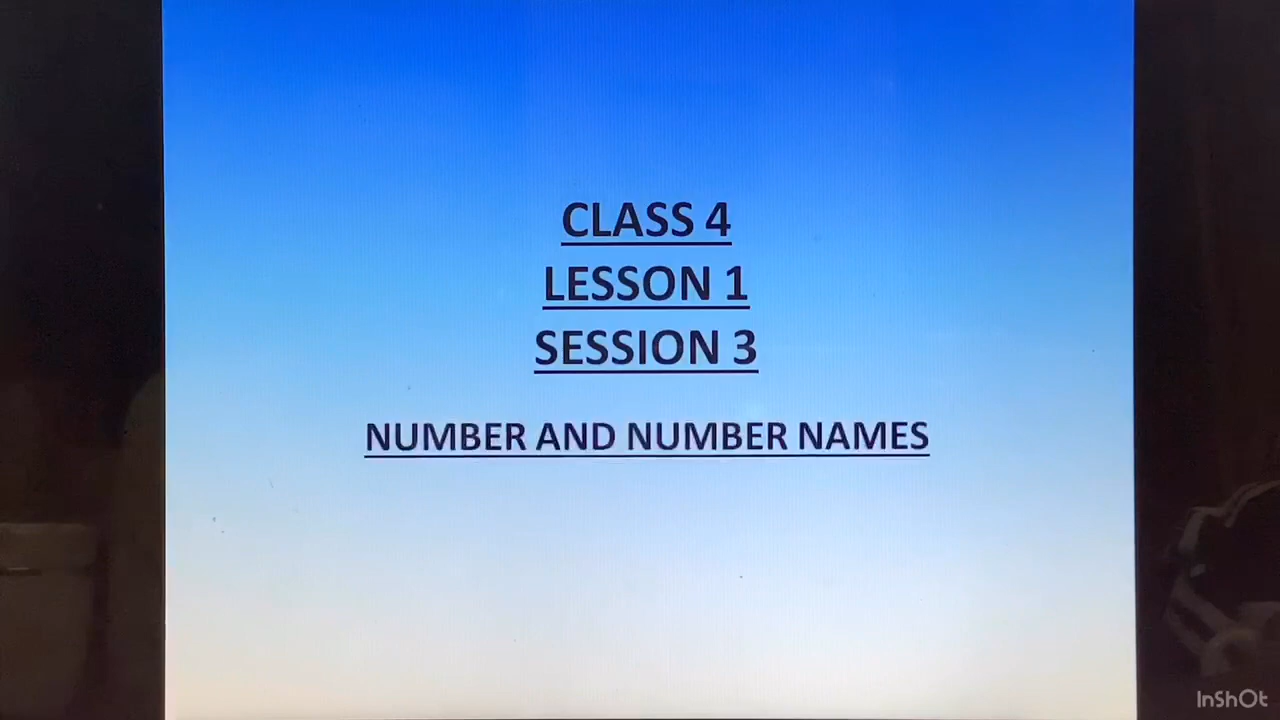 CLASS 4
LESSON 1
SESSION 3
NUMBER AND NUMBER NAMES
InShOt